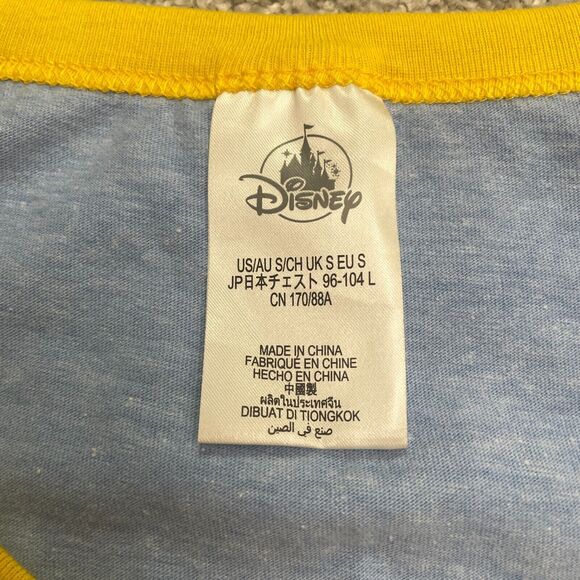 Disney
US/AU S/CH UK S EU S
JP日本チェスト 96-104 L
CN 170/88A
MADE IN CHINA
FABRIQUÉ EN CHINE
HECHO EN CHINA
中國製
ผลิตในประเทศจีน
DIBUAT DI TIONGKOK
صنع في الصين